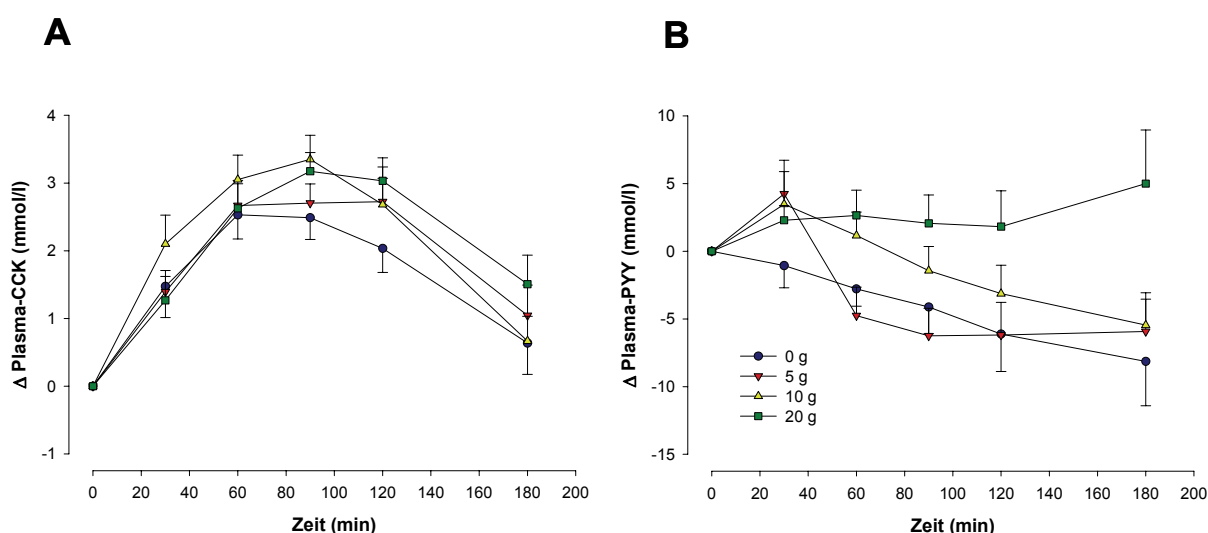 A
Δ Plasma-CCK (mmol/l)
4
3
2
1
0
-1
0 20 40 60 80 100 120 140 160 180 200
Zeit (min)
B
Δ Plasma-PYY (mmol/l)
10
5
0
-5
-10
-15
0 g
5 g
10 g
20 g
0 20 40 60 80 100 120 140 160 180 200
Zeit (min)